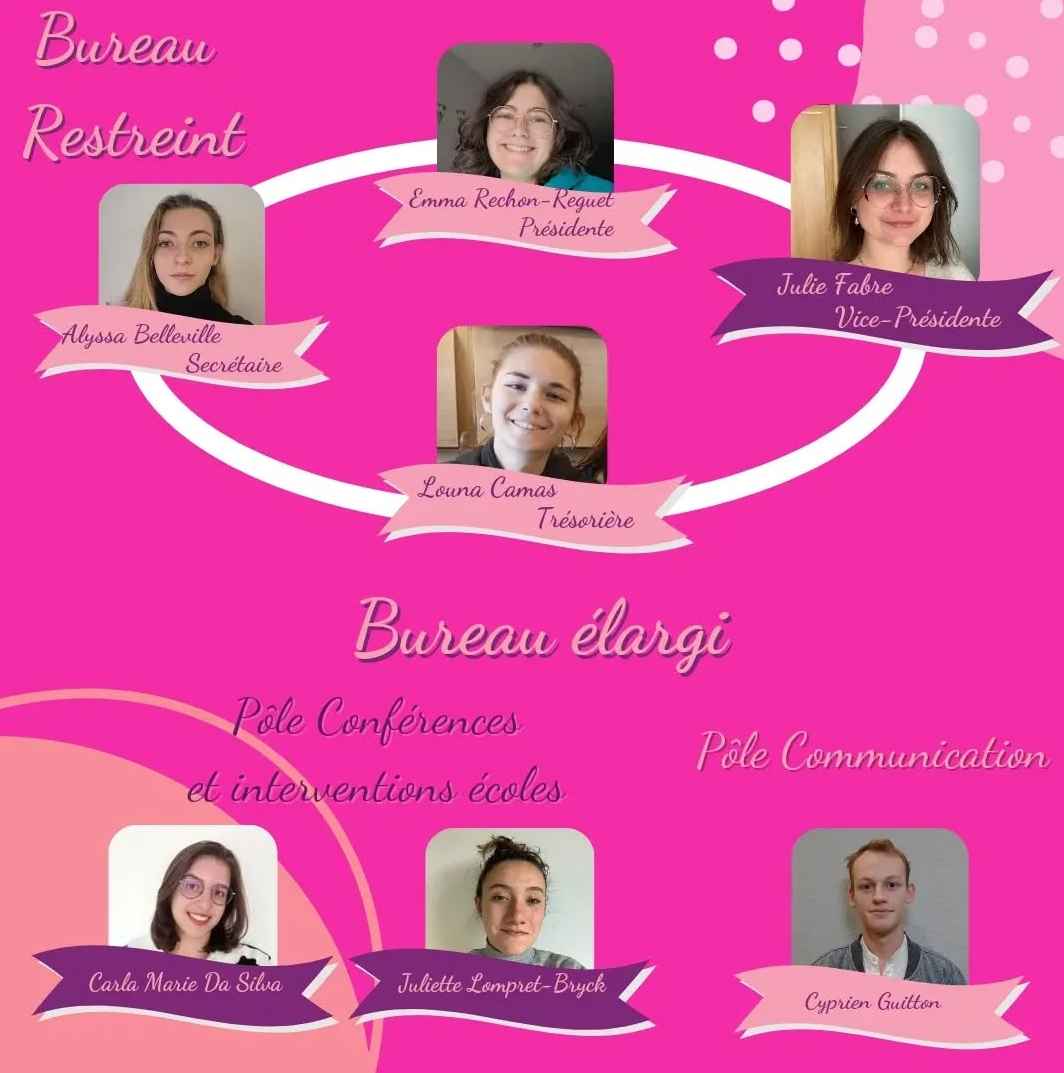 Bureau
Restreint
Emma Rechon-Reguet
Présidente
Julie Fabre
Vice-Présidente
Alyssa Belleville
Secrétaire
Louna Camas
Trésorière
Bureau élargi
Pôle Conférences
et interventions écoles
Pôle Communication
Carla Marie Da Silva
Juliette Lompret-Bryck
Cyprien Guitton